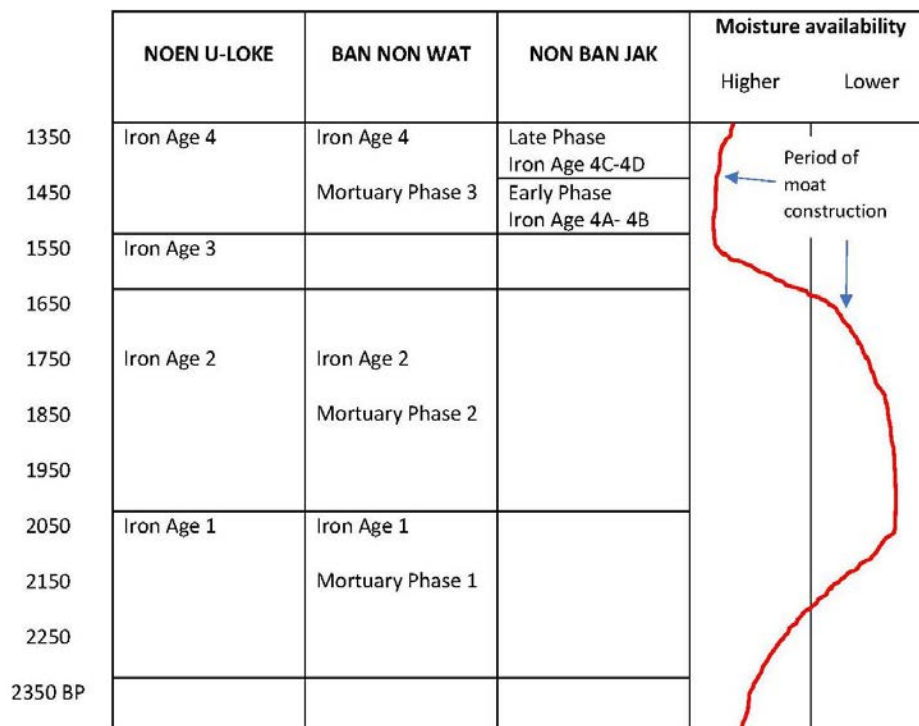 NOEN U-LOKE BAN NON WAT NON BAN JAK Moisture availability
Higher Lower
1350 Iron Age 4 Iron Age 4 Late Phase
Iron Age 4C-4D
Period of
moat
construction
1450 Mortuary Phase 3 Early Phase
Iron Age 4A- 4B
1550 Iron Age 3
1650
1750 Iron Age 2 Iron Age 2
1850 Mortuary Phase 2
1950
2050 Iron Age 1 Iron Age 1
2150 Mortuary Phase 1
2250
2350 BP